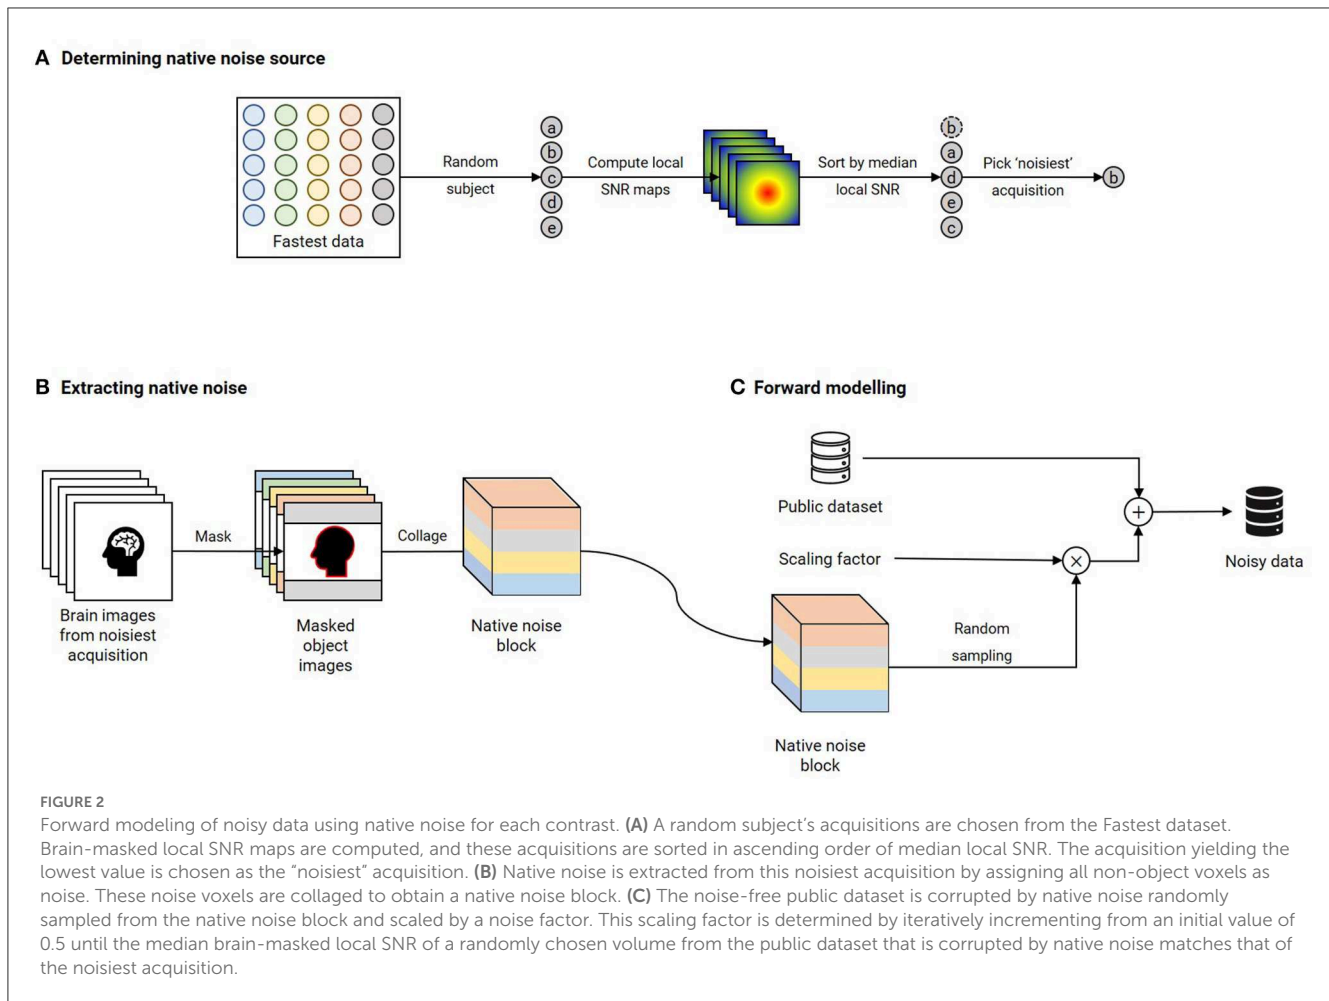 A Determining native noise source
Fastest data
Random
subject
a
b
c
d
e
Compute local
SNR maps
Sort by median
local SNR
b
a
d
e
c
Pick ‘noisiest’
acquisition
b
B Extracting native noise
Brain images
from noisiest
acquisition
Mask
Masked
object
images
Collage
Native noise
block
C Forward modelling
Public dataset
Scaling factor
×
+
Noisy data
Random
sampling
Native noise
block
FIGURE 2
Forward modeling of noisy data using native noise for each contrast. (A) A random subject’s acquisitions are chosen from the Fastest dataset.
Brain-masked local SNR maps are computed, and these acquisitions are sorted in ascending order of median local SNR. The acquisition yielding the
lowest value is chosen as the “noisiest” acquisition. (B) Native noise is extracted from this noisiest acquisition by assigning all non-object voxels as
noise. These noise voxels are collaged to obtain a native noise block. (C) The noise-free public dataset is corrupted by native noise randomly
sampled from the native noise block and scaled by a noise factor. This scaling factor is determined by iteratively incrementing from an initial value of
0.5 until the median brain-masked local SNR of a randomly chosen volume from the public dataset that is corrupted by native noise matches that of
the noisiest acquisition.